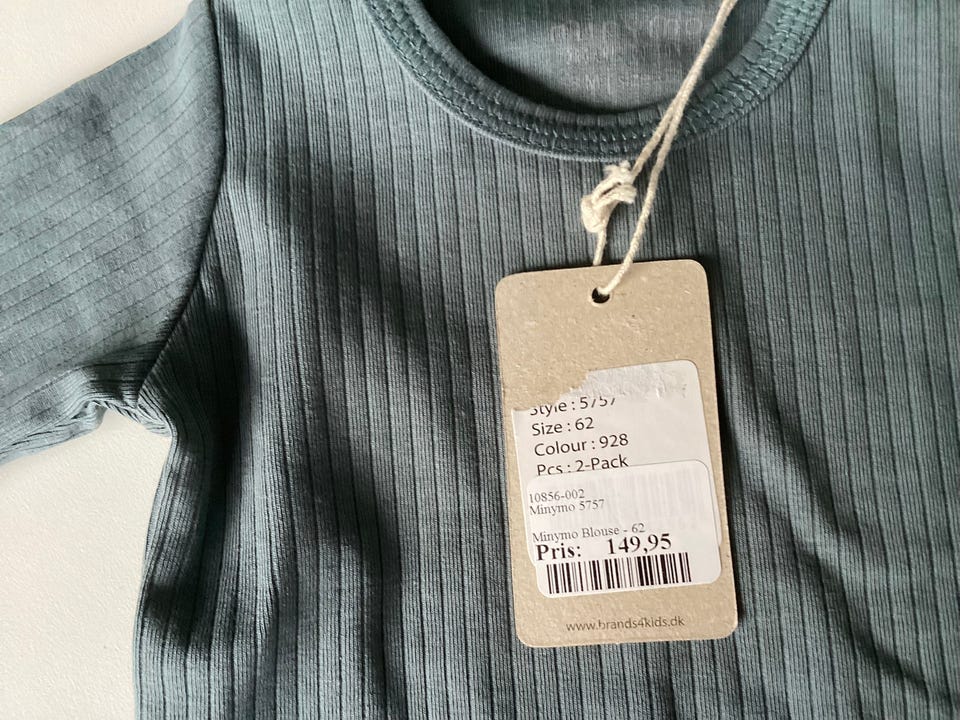 Style : 5757
Size : 62
Colour : 928
Pcs : 2-Pack
10856-002
Minymo 5757
Minymo Blouse - 62
Pris: 149,95
www.brands4kids.dk